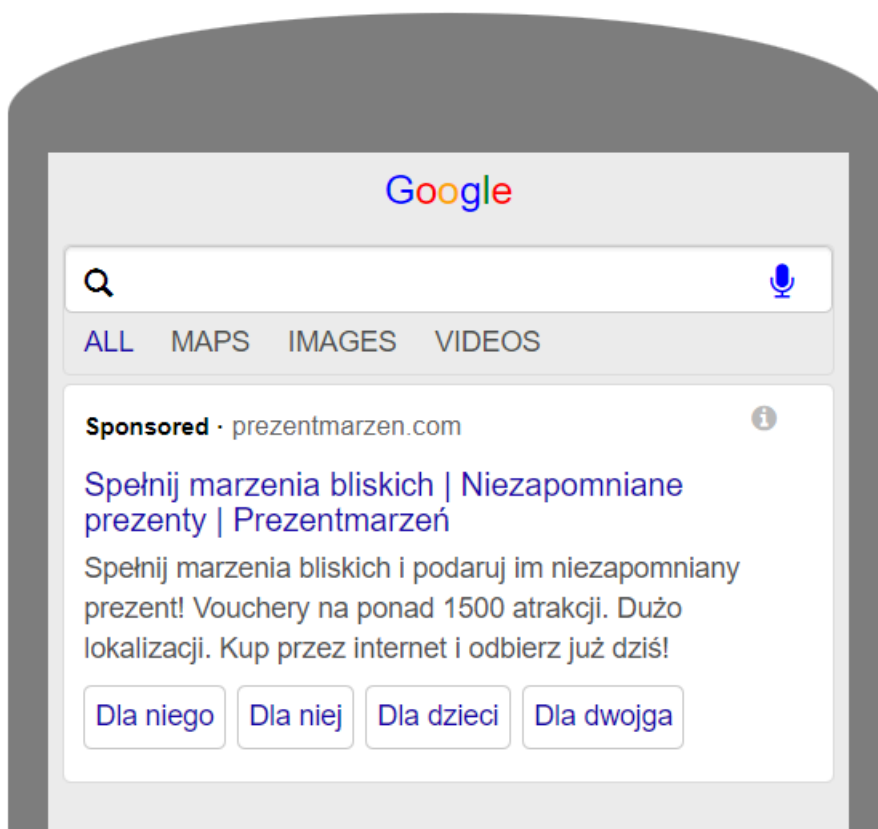 Google
ALL MAPS IMAGES VIDEOS
Sponsored · prezentmarzen.com
Spełnij marzenia bliskich | Niezapomniane
prezenty | Prezentmarzeń
Spełnij marzenia bliskich i podaruj im niezapomniany
prezent! Vouchery na ponad 1500 atrakcji. Dużo
lokalizacji. Kup przez internet i odbierz już dziś!
Dla niego Dla niej Dla dzieci Dla dwojga